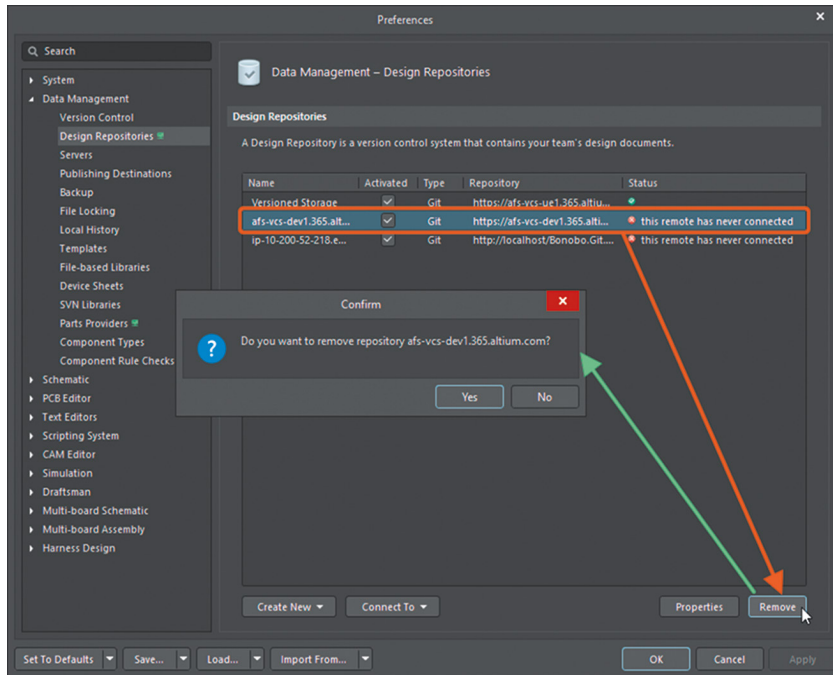 Preferences
Search
System
Data Management
Version Control
Design Repositories
Servers
Publishing Destinations
Backup
File Locking
Local History
Templates
File-based Libraries
Device Sheets
SVN Libraries
Parts Providers
Component Types
Component Rule Checks
Schematic
PCB Editor
Text Editors
Scripting System
CAM Editor
Simulation
Draftsman
Multi-board Schematic
Multi-board Assembly
Harness Design
Data Management – Design Repositories
Design Repositories
A Design Repository is a version control system that contains your team's design documents.
Name Activated Type Repository Status
Versioned Storage Git https://afs-vcs-ue1.365.altiu...
afs-vcs-dev1.365.alt... Git https://afs-vcs-dev1.365.alti... this remote has never connected
ip-10-200-52-218.e... Git http://localhost/Bonobo.Git.... this remote has never connected
Confirm
Do you want to remove repository afs-vcs-dev1.365.altium.com?
Yes No
Create New Connect To Properties Remove
Set To Defaults Save... Load... Import From... OK Cancel Apply